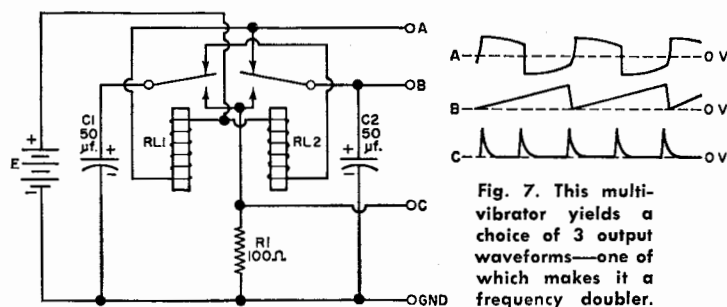 A
B
C1
50
µf.
+
-
RL1
RL2
C2
50
µf.
+
-
E
+
-
C
R1
100Ω
GND
A
0 V
B
0 V
C
0 V
Fig. 7. This multi-
vibrator yields a
choice of 3 output
waveforms—one of
which makes it a
frequency doubler.